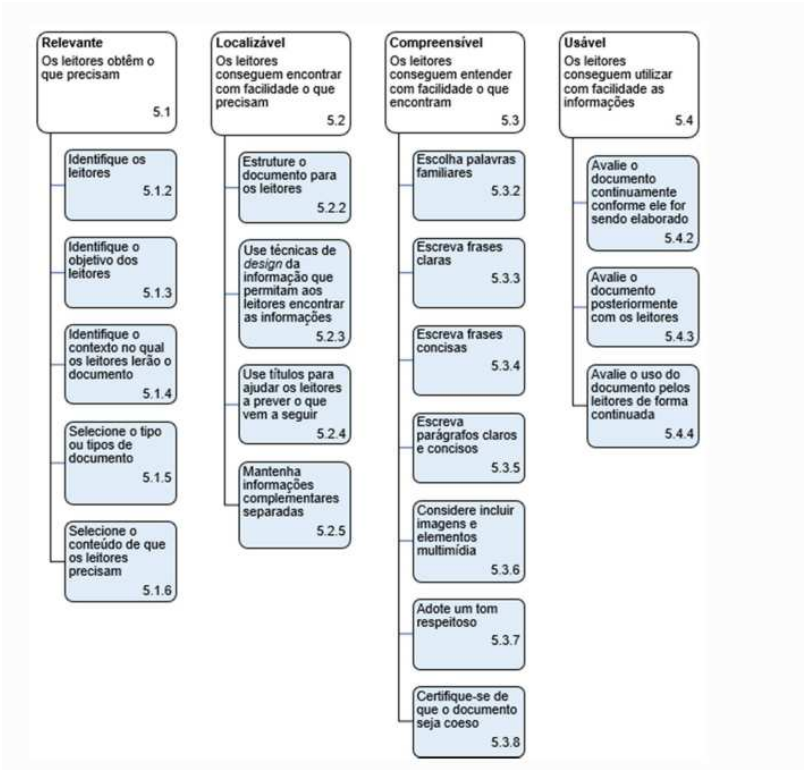 Relevante
Os leitores obtêm o
que precisam
5.1
Identifique os
leitores
5.1.2
Identifique o
objetivo dos
leitores
5.1.3
Identifique o
contexto no qual
os leitores lerão o
documento
5.1.4
Selecione o tipo
ou tipos de
documento
5.1.5
Selecione o
conteúdo de que
os leitores
precisam
5.1.6
Localizável
Os leitores
conseguem encontrar
com facilidade o que
precisam
5.2
Estruture o
documento para
os leitores
5.2.2
Use técnicas de
design da
informação que
permitam aos
leitores encontrar
as informações
5.2.3
Use títulos para
ajudar os leitores
a prever o que
vem a seguir
5.2.4
Mantenha
informações
complementares
separadas
5.2.5
Compreensível
Os leitores
conseguem entender
com facilidade o que
encontram
5.3
Escolha palavras
familiares
5.3.2
Escreva frases
claras
5.3.3
Escreva frases
concisas
5.3.4
Escreva
parágrafos claros
e concisos
5.3.5
Considere incluir
imagens e
elementos
multimídia
5.3.6
Adote um tom
respeitoso
5.3.7
Certifique-se de
que o documento
seja coeso
5.3.8
Usável
Os leitores
conseguem utilizar
com facilidade as
informações
5.4
Avalie o
documento
continuamente
conforme ele for
sendo elaborado
5.4.2
Avalie o
documento
posteriormente
com os leitores
5.4.3
Avalie o uso do
documento pelos
leitores de forma
continuada
5.4.4